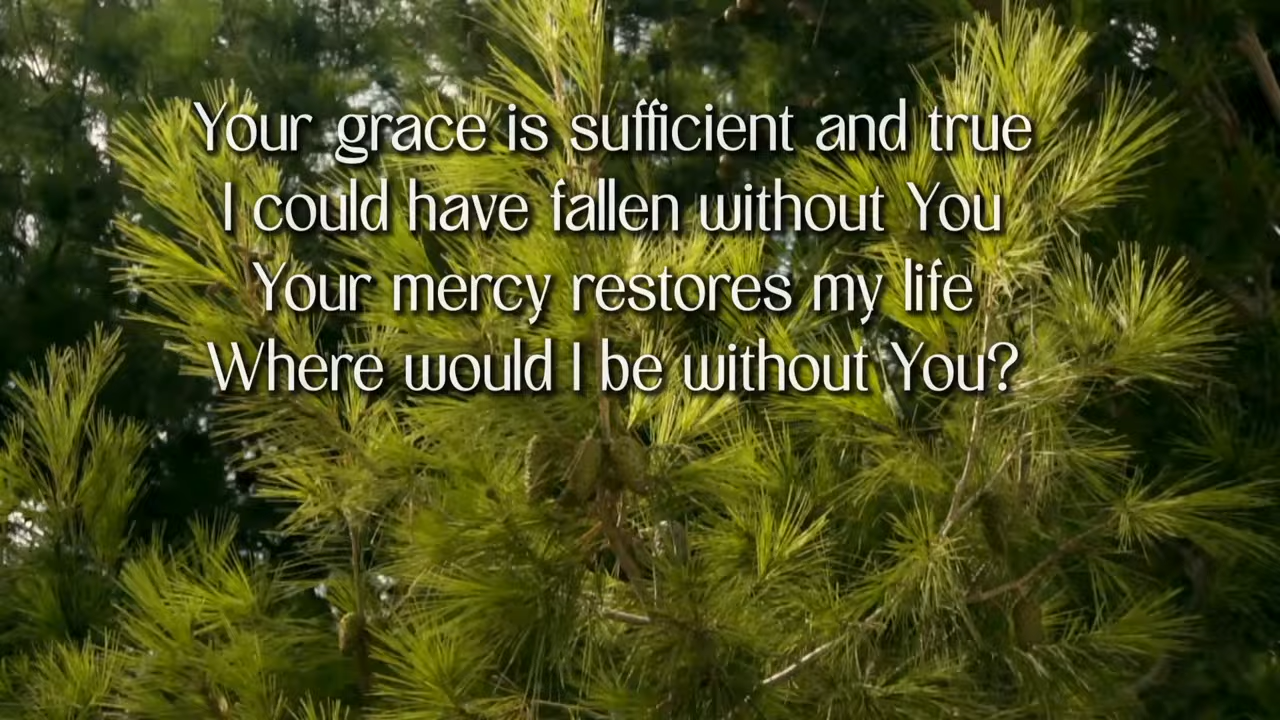 Your grace is sufficient and true
I could have fallen without You
Your mercy restores my life
Where would I be without You?